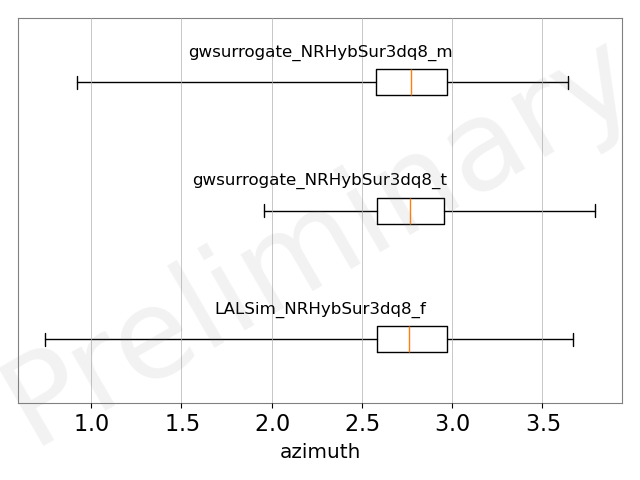 gwsurrogate_NRHybSur3dq8_m
gwsurrogate_NRHybSur3dq8_t
LALSim_NRHybSur3dq8_f
Preliminary
1.0 1.5 2.0 2.5 3.0 3.5
azimuth